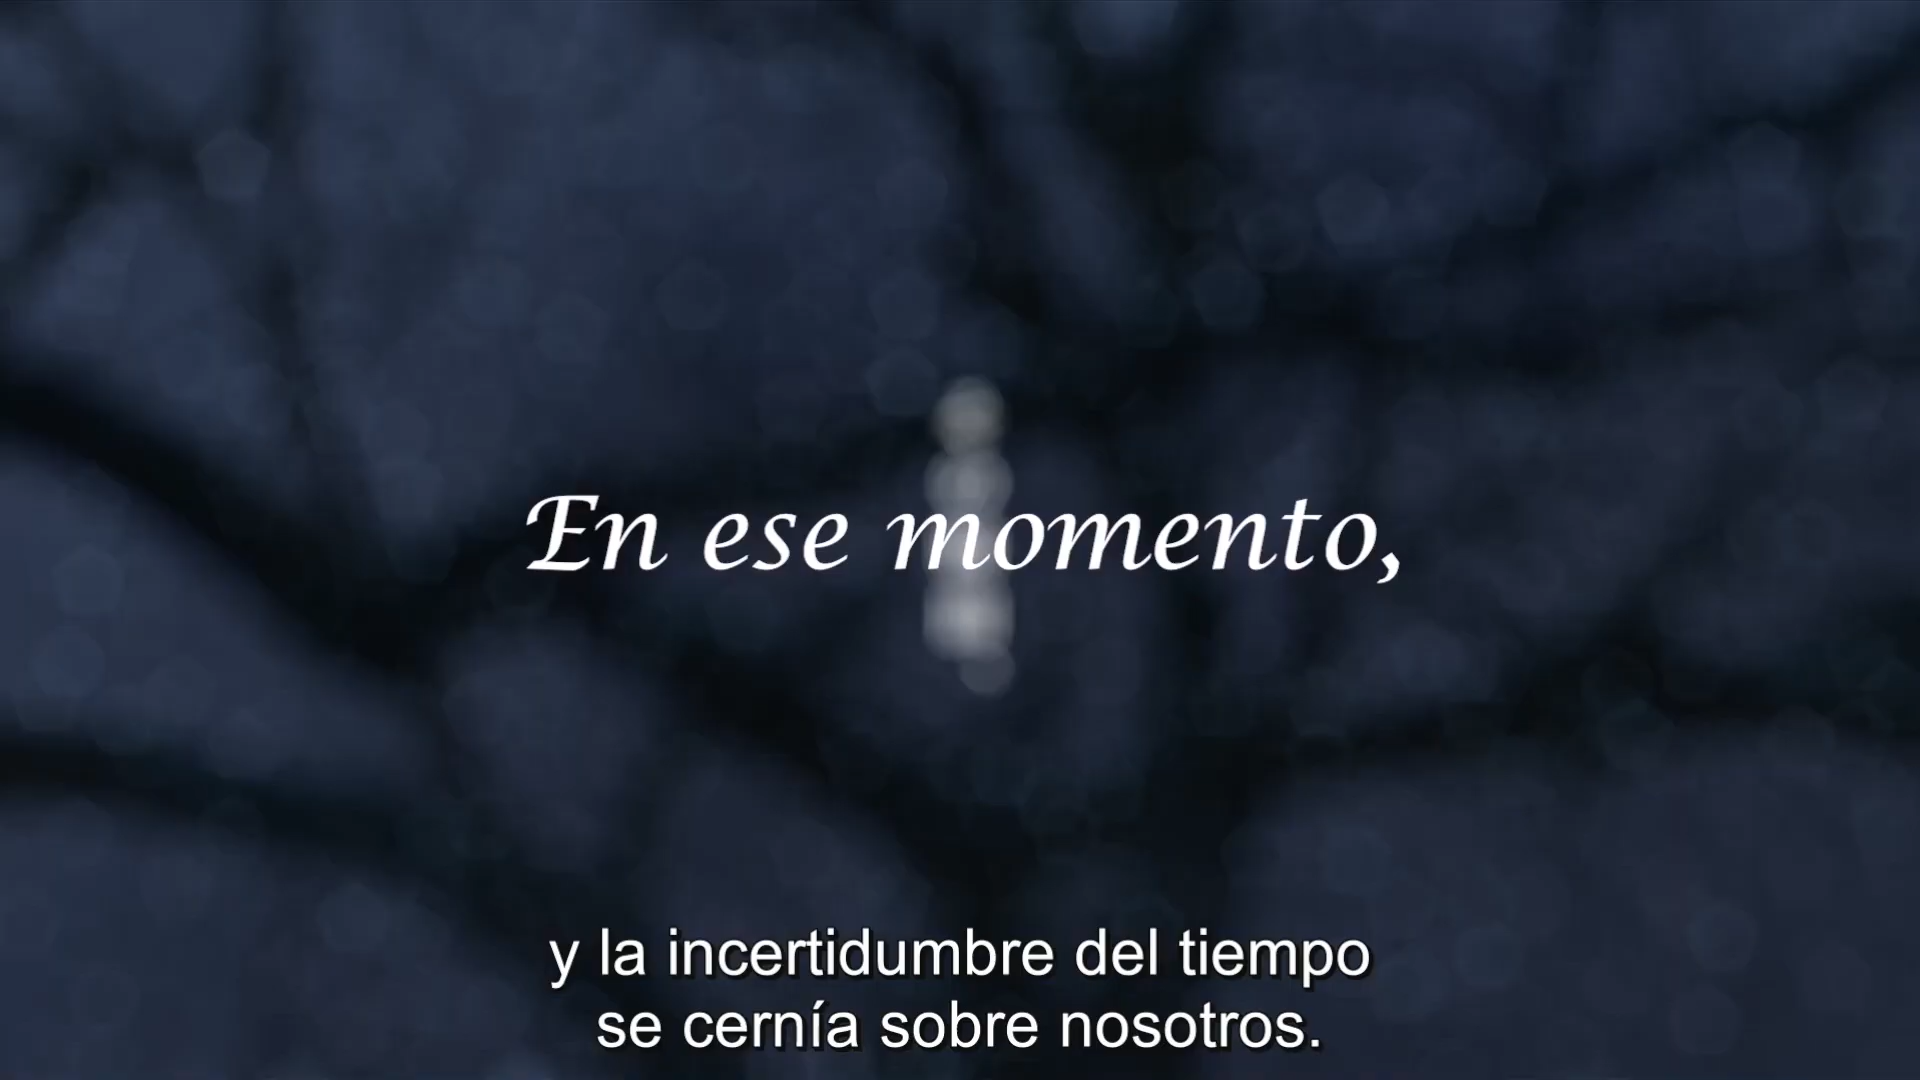 En ese momento,
y la incertidumbre del tiempo
se cernía sobre nosotros.